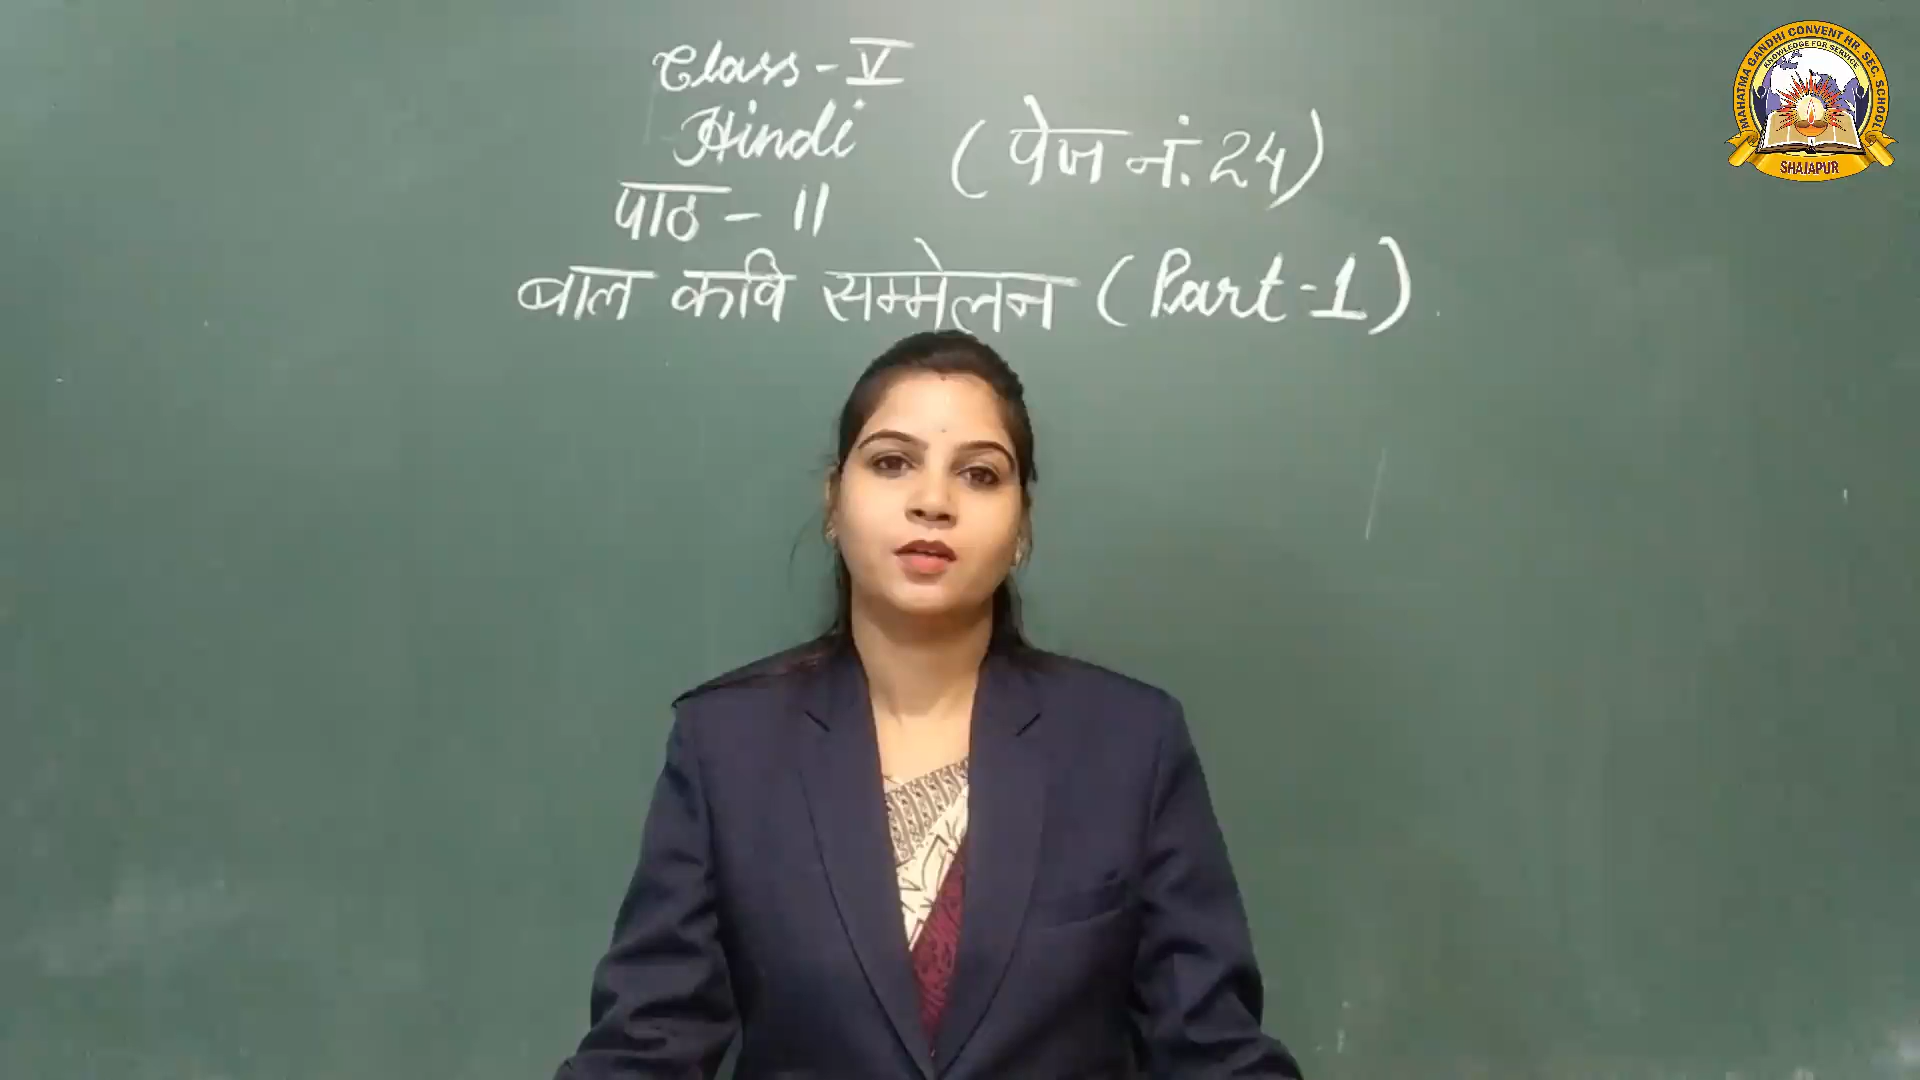 Class - V
Hindi
(पेज नं. 24)
पाठ - 11
बाल कवि सम्मेलन (Part - 1)
MAHATMA GANDHI CONVENT HR. SEC. SCHOOL
KNOWLEDGE FOR SERVICE
SHAJAPUR